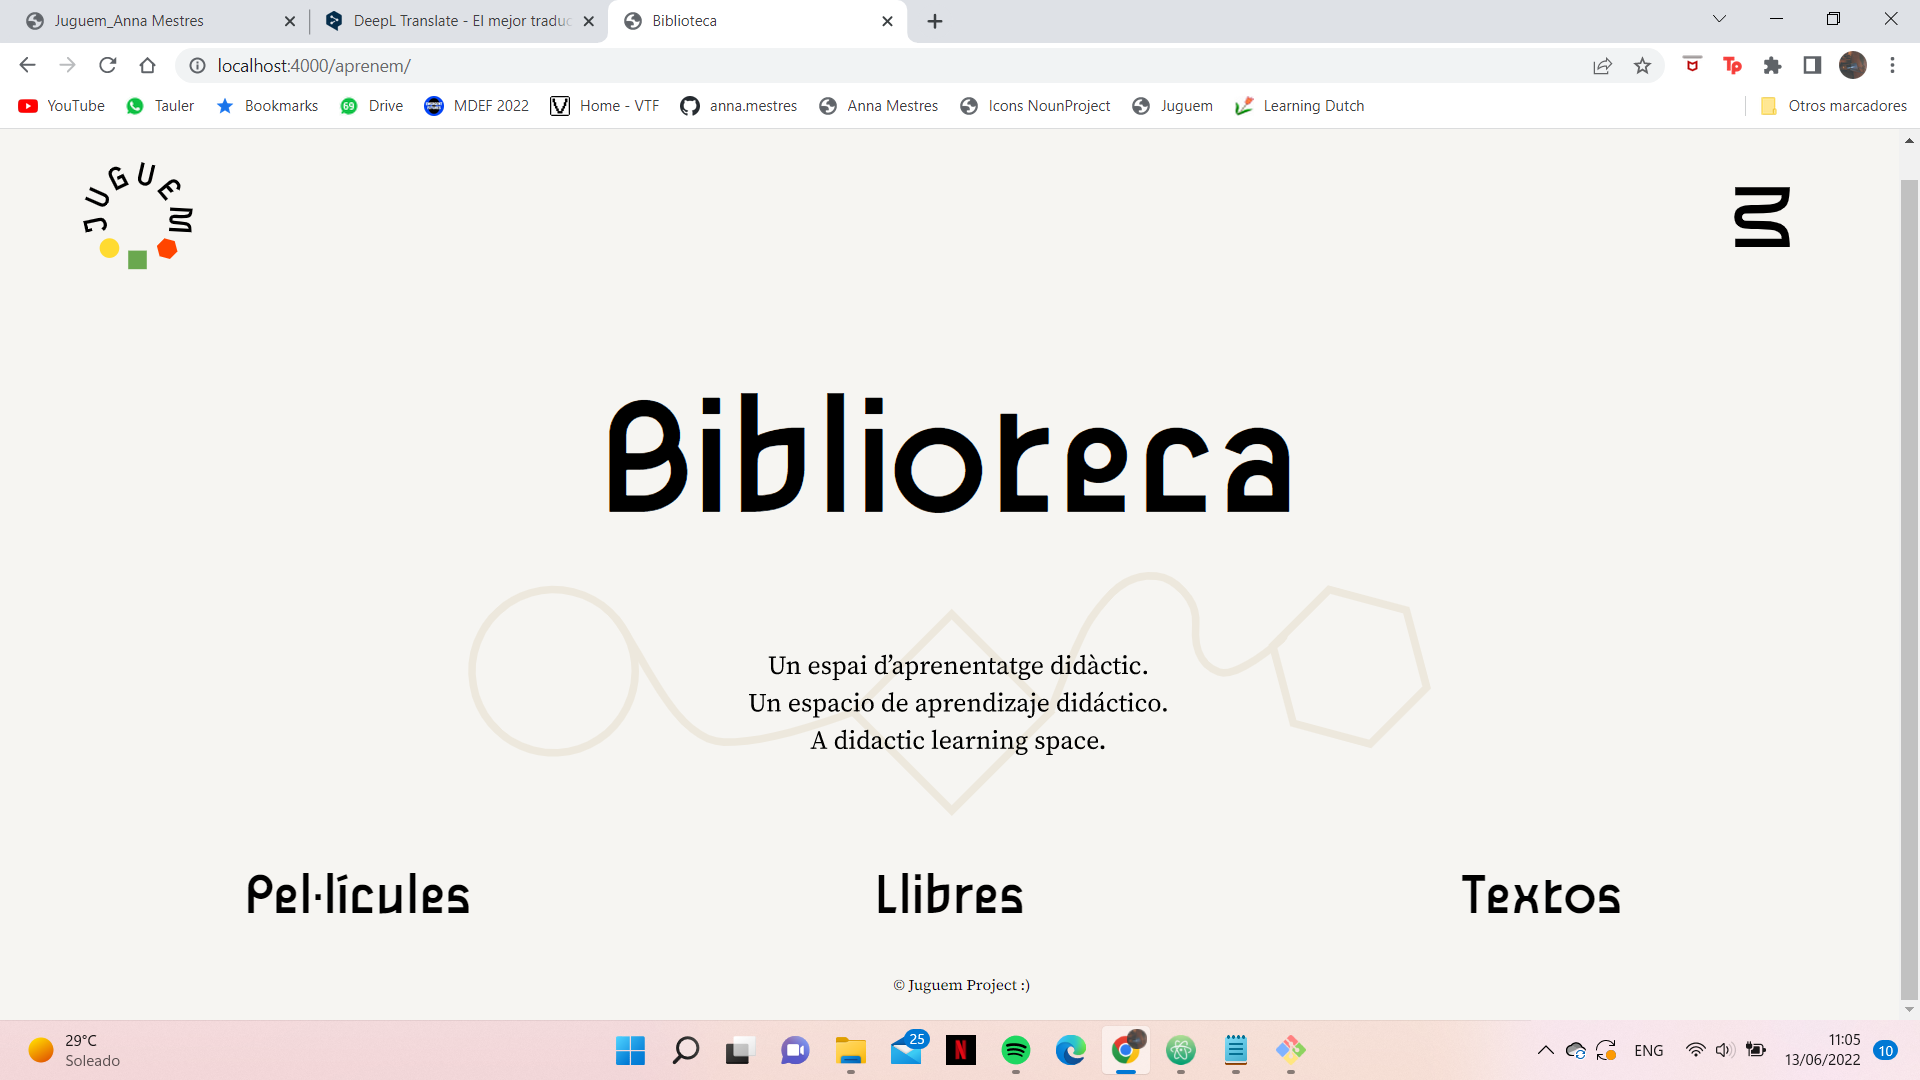 Juguem_Anna Mestres
DeepL Translate - El mejor traduc
Biblioteca
localhost:4000/aprenem/
YouTube
Tauler
Bookmarks
69
Drive
MDEF 2022
Home - VTF
anna.mestres
Anna Mestres
Icons NounProject
Juguem
Learning Dutch
Otros marcadores
JUGUEM
Biblioteca
Un espai d’aprenentatge didàctic.
Un espacio de aprendizaje didáctico.
A didactic learning space.
Pel·lícules
Llibres
Textos
© Juguem Project :)
29°C
Soleado
25
N
ENG
11:05
13/06/2022
10